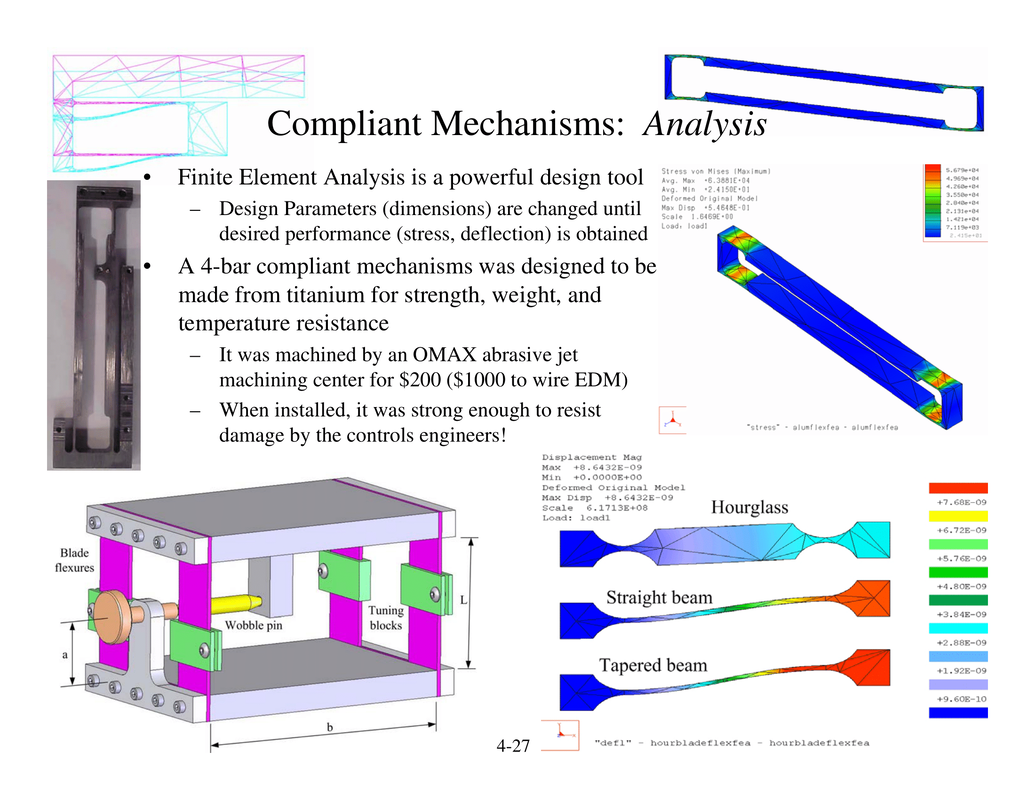 Compliant Mechanisms: Analysis
• Finite Element Analysis is a powerful design tool
– Design Parameters (dimensions) are changed until
desired performance (stress, deflection) is obtained
• A 4-bar compliant mechanisms was designed to be
made from titanium for strength, weight, and
temperature resistance
– It was machined by an OMAX abrasive jet
machining center for $200 ($1000 to wire EDM)
– When installed, it was strong enough to resist
damage by the controls engineers!
Stress von Mises (Maximum)
Avg. Max +6.3881E+04
Avg. Min +2.4150E+01
Deformed Original Model
Max Disp +5.4648E-01
Scale 1.6469E+00
Load: load1
5.679e+04
4.969e+04
4.260e+04
3.550e+04
2.840e+04
2.131e+04
1.421e+04
7.119e+03
2.415e+01
"stress" - alumflexfea - alumflexfea
Blade
flexures
Wobble pin
Tuning
blocks
L
a
b
Displacement Mag
Max +8.6432E-09
Min +0.0000E+00
Deformed Original Model
Max Disp +8.6432E-09
Scale 6.1713E+08
Load: load1
Hourglass
Straight beam
Tapered beam
+7.68E-09
+6.72E-09
+5.76E-09
+4.80E-09
+3.84E-09
+2.88E-09
+1.92E-09
+9.60E-10
"defl" - hourbladeflexfea - hourbladeflexfea
4-27